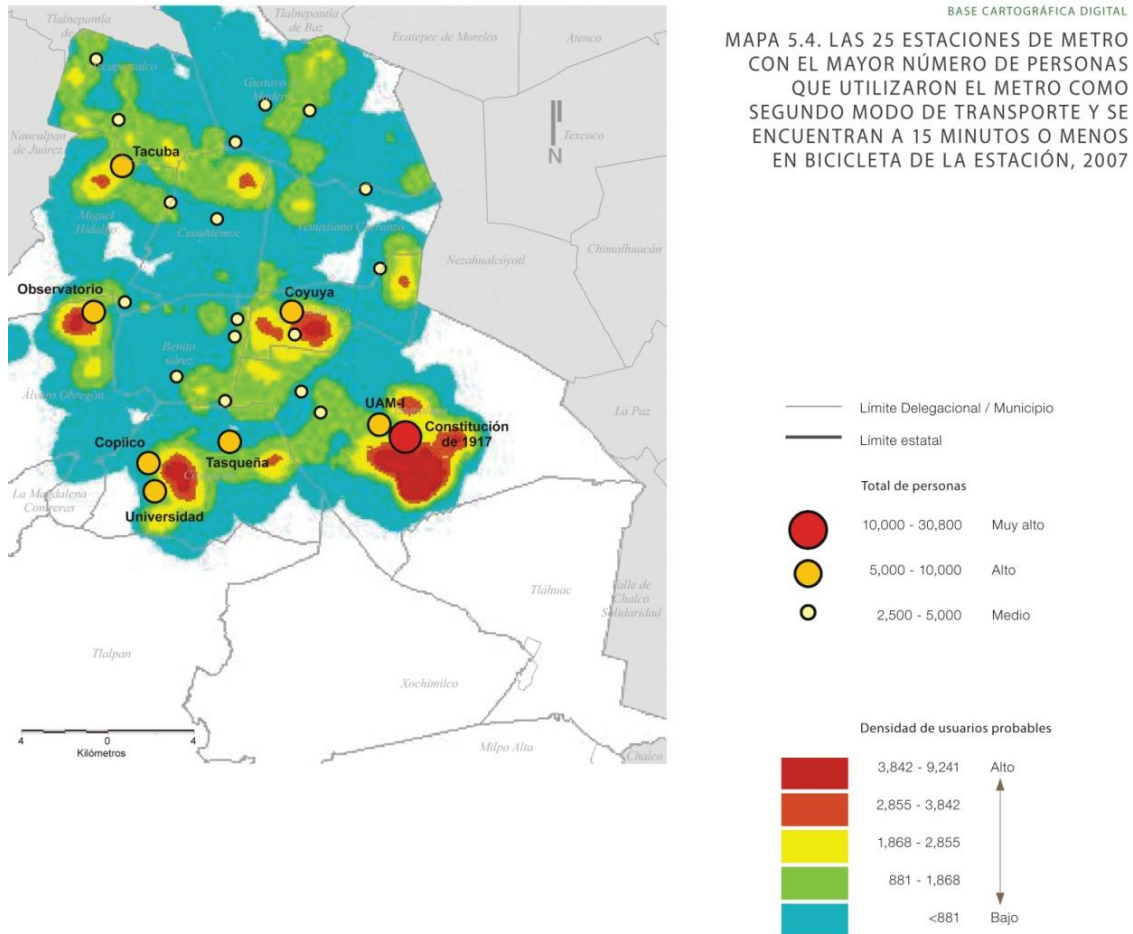 BASE CARTOGRÁFICA DIGITAL
MAPA 5.4. LAS 25 ESTACIONES DE METRO
CON EL MAYOR NÚMERO DE PERSONAS
QUE UTILIZARON EL METRO COMO
SEGUNDO MODO DE TRANSPORTE Y SE
ENCUENTRAN A 15 MINUTOS O MENOS
EN BICICLETA DE LA ESTACIÓN, 2007
Tlalnepantla
de
Tlalnepantla
de Baz
Ecatepec de Morelos
Atenco
Gustavo
Texcoco
N
Naucalpan
de Juárez
Tacuba
Miguel
Hidalgo
Cuauhtemoc
Venustiano Carranza
Chimalhuacán
Nezahualcóyotl
Observatorio
Coyuya
Benito
Álvaro Obregón
La Paz
UAM-I
Constitución
de 1917
Copilco
Tasqueña
La Magdalena
Contreras
Universidad
Tláhuac
Valle de
Chalco
Solidaridad
Tlalpan
Xochimilco
Milpa Alta
Chalco
4 0 4
Kilómetros
Límite Delegacional / Municipio
Límite estatal
Total de personas
10,000 - 30,800 Muy alto
5,000 - 10,000 Alto
2,500 - 5,000 Medio
Densidad de usuarios probables
3,842 - 9,241 Alto
2,855 - 3,842
1,868 - 2,855
881 - 1,868
<881 Bajo